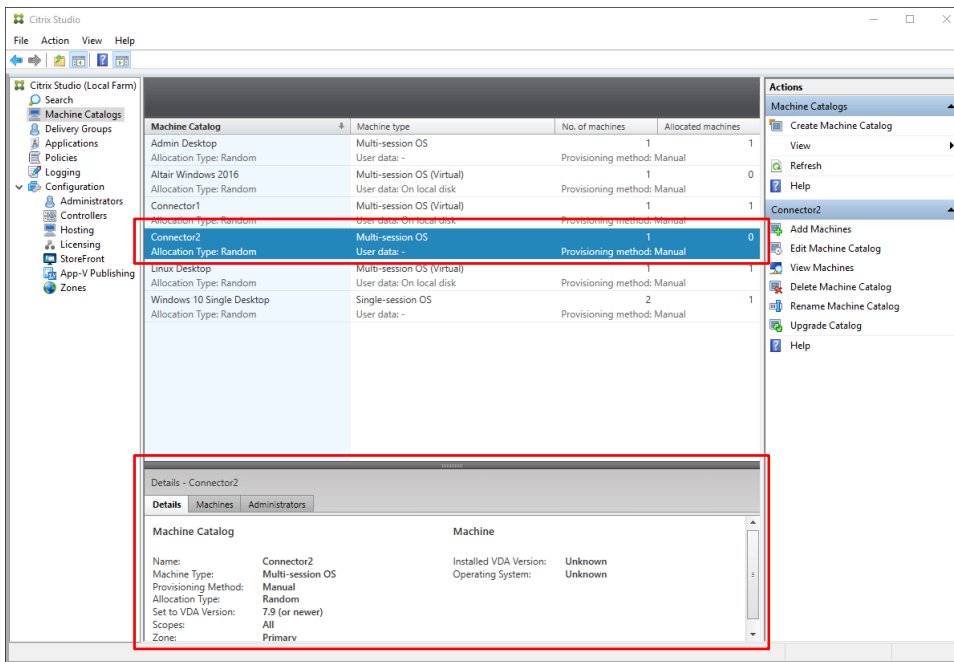 Citrix Studio
File Action View Help
Citrix Studio (Local Farm)
Search
Machine Catalogs
Delivery Groups
Applications
Policies
Logging
Configuration
Administrators
Controllers
Hosting
Licensing
StoreFront
App-V Publishing
Zones
Machine Catalog Machine type No. of machines Allocated machines
Admin Desktop Multi-session OS 1 1
Allocation Type: Random User data: - Provisioning method: Manual
Altair Windows 2016 Multi-session OS (Virtual) 1 0
Allocation Type: Random User data: On local disk Provisioning method: Manual
Connector1 Multi-session OS (Virtual) 1 1
Allocation Type: Random User data: On local disk Provisioning method: Manual
Connector2 Multi-session OS 1 0
Allocation Type: Random User data: - Provisioning method: Manual
Linux Desktop Multi-session OS (Virtual) 1 1
Allocation Type: Random User data: On local disk Provisioning method: Manual
Windows 10 Single Desktop Single-session OS 2 1
Allocation Type: Random User data: - Provisioning method: Manual
Details - Connector2
Details Machines Administrators
Machine Catalog Machine
Name: Connector2 Installed VDA Version: Unknown
Machine Type: Multi-session OS Operating System: Unknown
Provisioning Method: Manual
Allocation Type: Random
Set to VDA Version: 7.9 (or newer)
Scopes: All
Zone: Primary
Actions
Machine Catalogs
Create Machine Catalog
View
Refresh
Help
Connector2
Add Machines
Edit Machine Catalog
View Machines
Delete Machine Catalog
Rename Machine Catalog
Upgrade Catalog
Help